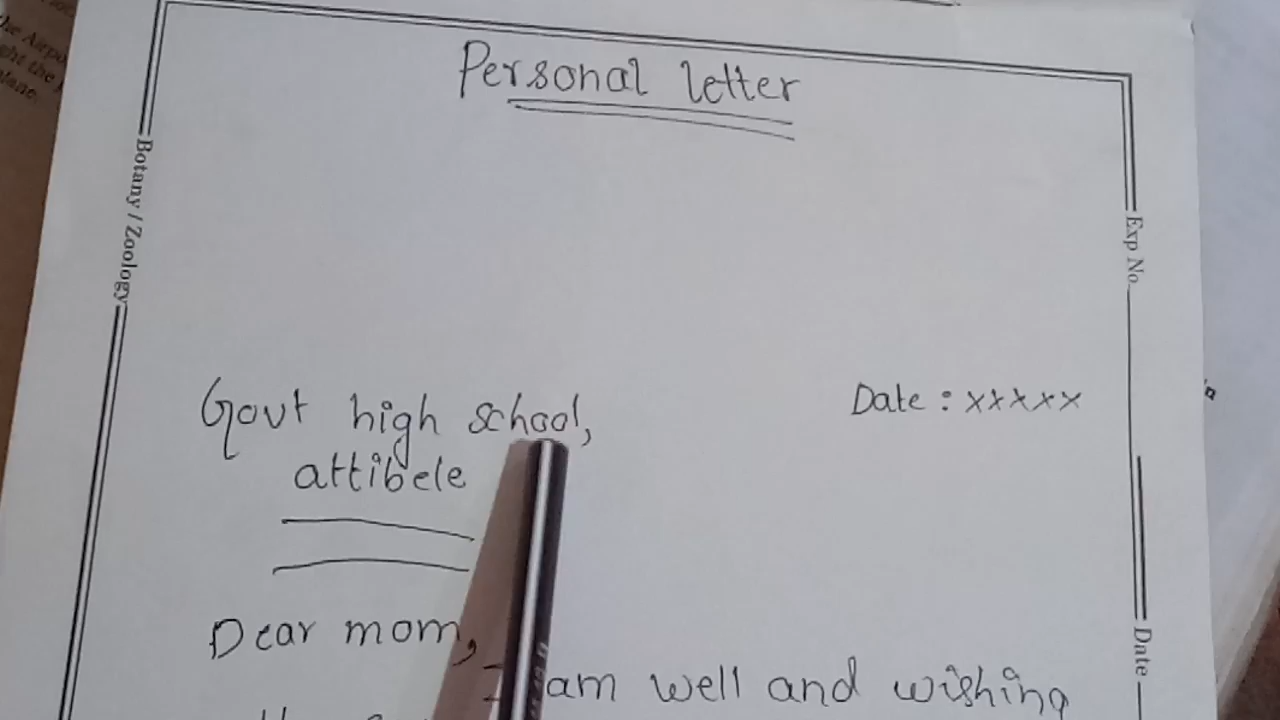 Personal letter
Govt high school,
attibele
Date : xxxxx
Dear mom,
I am well and wishing
Botany / Zoology
Exp No
Date